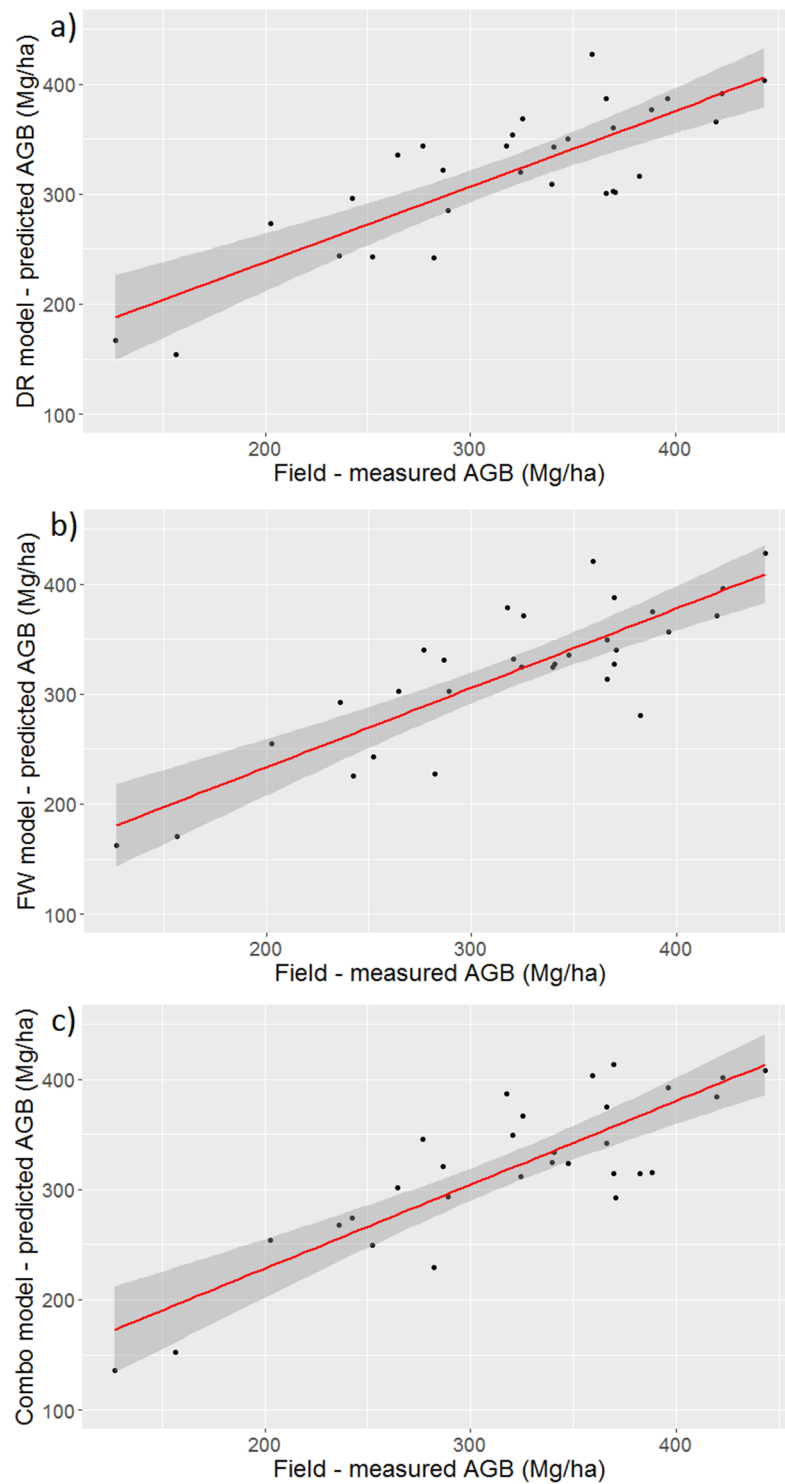 a)
DR model - predicted AGB (Mg/ha)
400
300
200
100
200 300 400
Field - measured AGB (Mg/ha)
b)
FW model - predicted AGB (Mg/ha)
400
300
200
100
200 300 400
Field - measured AGB (Mg/ha)
c)
Combo model - predicted AGB (Mg/ha)
400
300
200
100
200 300 400
Field - measured AGB (Mg/ha)